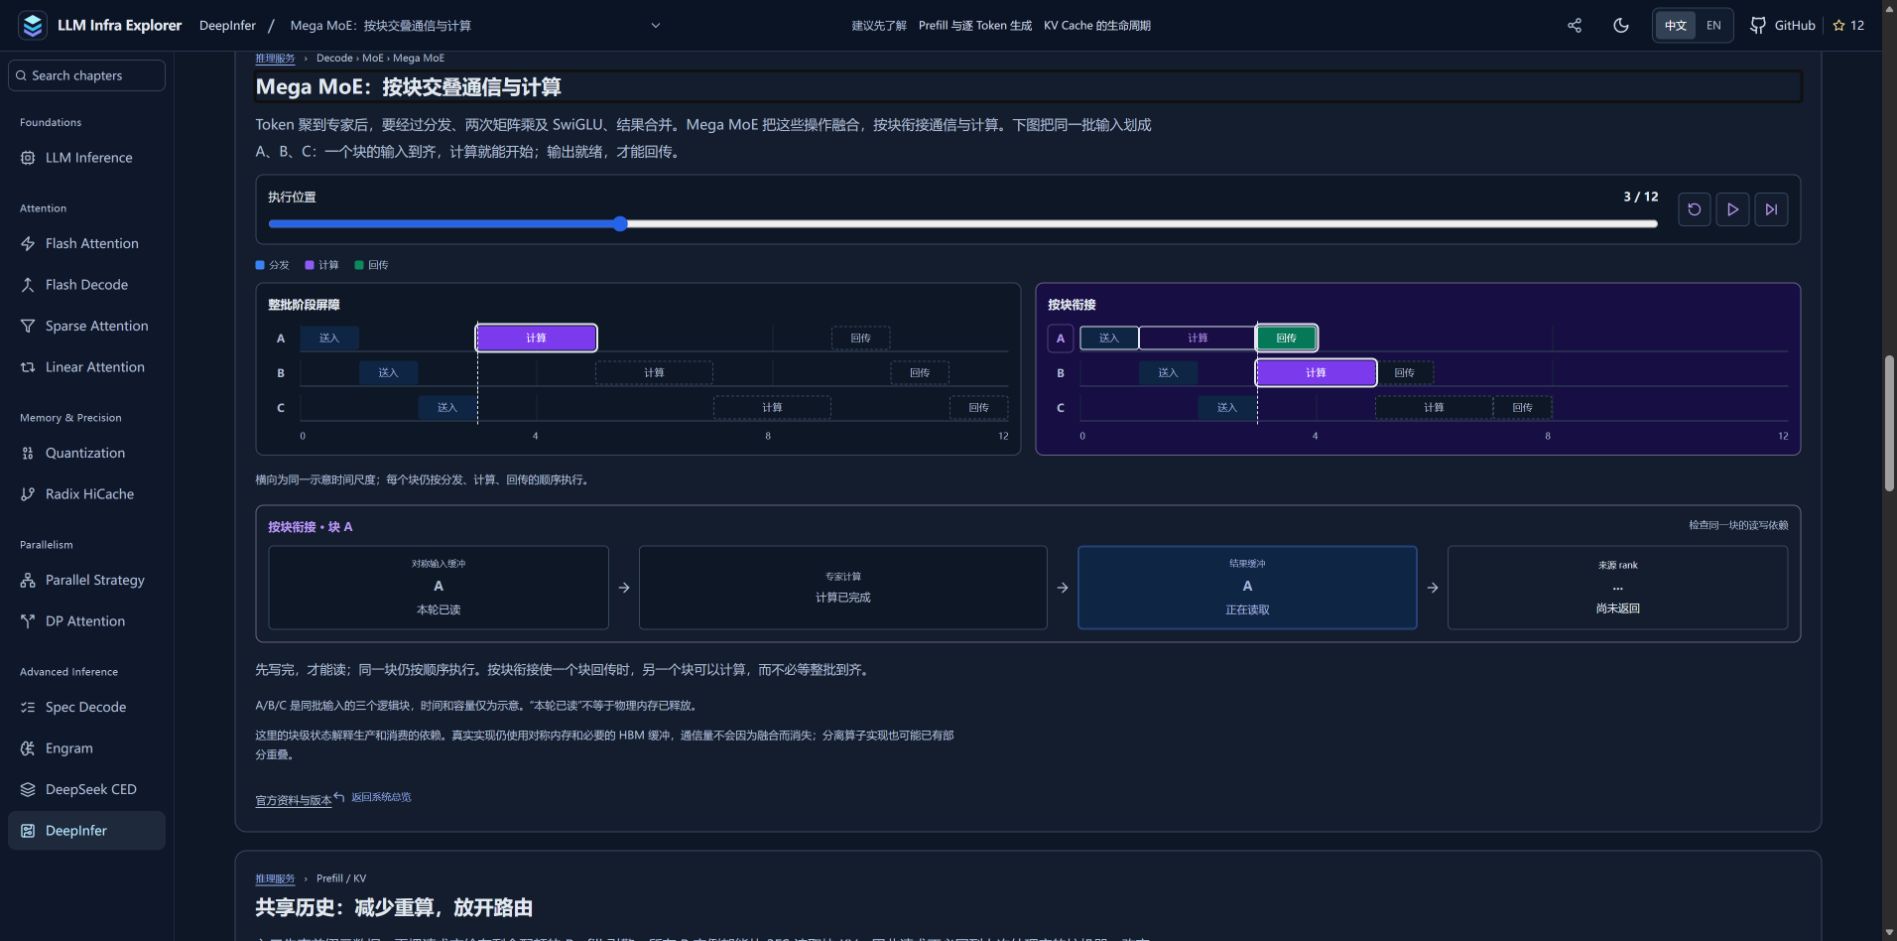 LLM Infra Explorer
DeepInfer / Mega MoE：按块交叠通信与计算
建议先了解 Prefill 与逐 Token 生成 KV Cache 的生命周期
中文 EN
GitHub
12
Search chapters
Foundations
LLM Inference
Attention
Flash Attention
Flash Decode
Sparse Attention
Linear Attention
Memory & Precision
Quantization
Radix HiCache
Parallelism
Parallel Strategy
DP Attention
Advanced Inference
Spec Decode
Engram
DeepSeek CED
DeepInfer
推理服务 › Decode › MoE › Mega MoE
Mega MoE：按块交叠通信与计算
Token 聚到专家后，要经过分发、两次矩阵乘及 SwiGLU、结果合并。Mega MoE 把这些操作融合，按块衔接通信与计算。下图把同一批输入划成
A、B、C：一个块的输入到齐，计算就能开始；输出就绪，才能回传。
执行位置
3 / 12
分发 计算 回传
整批阶段屏障
A 送入 计算 回传
B 送入 计算 回传
C 送入 计算 回传
0 4 8 12
按块衔接
A 送入 计算 回传
B 送入 计算 回传
C 送入 计算 回传
0 4 8 12
横向为同一示意时间尺度；每个块仍按分发、计算、回传的顺序执行。
按块衔接 • 块 A
检查同一块的读写依赖
对称输入缓冲
A
本轮已读
→
专家计算
计算已完成
→
结果缓冲
A
正在读取
→
来源 rank
…
尚未返回
先写完，才能读；同一块仍按顺序执行。按块衔接使一个块回传时，另一个块可以计算，而不必等整批到齐。
A/B/C 是同批输入的三个逻辑块，时间和容量仅为示意。“本轮已读”不等于物理内存已释放。
这里的块级状态解释生产和消费的依赖。真实实现仍使用对称内存和必要的 HBM 缓冲，通信量不会因为融合而消失；分离算子实现也可能已有部
分重叠。
官方资料与版本 返回系统总览
推理服务 › Prefill / KV
共享历史：减少重算，放开路由